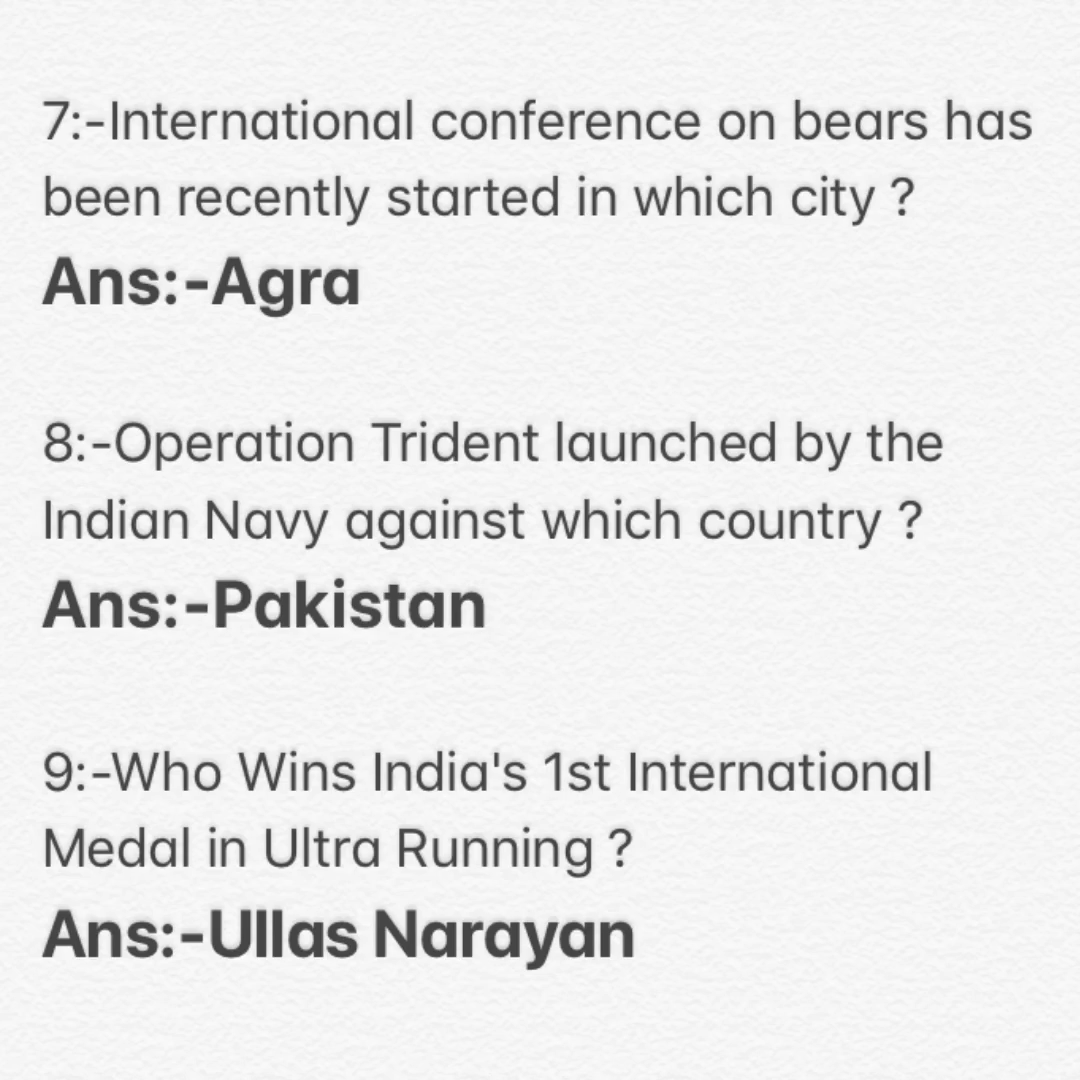 7:-International conference on bears has
been recently started in which city ?
Ans:-Agra
8:-Operation Trident launched by the
Indian Navy against which country ?
Ans:-Pakistan
9:-Who Wins India's 1st International
Medal in Ultra Running ?
Ans:-Ullas Narayan